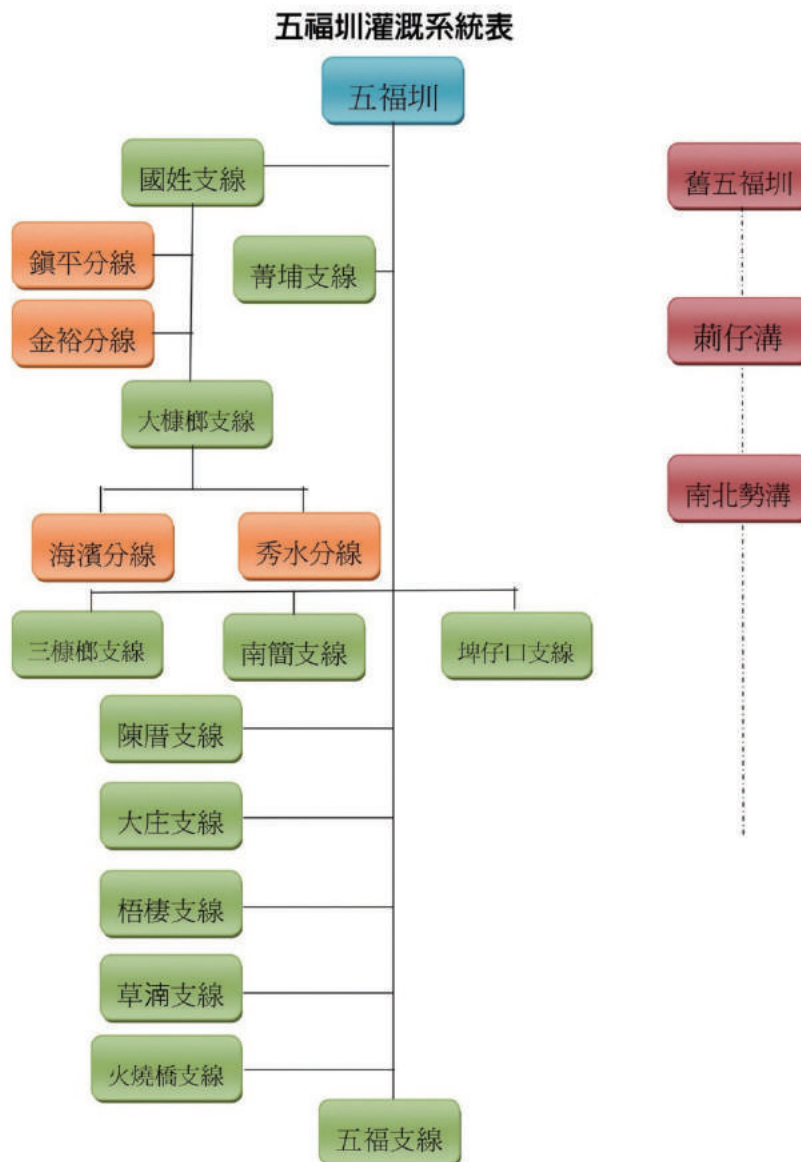 五福圳灌溉系統表
五福圳
國姓支線
舊五福圳
鎮平分線
菁埔支線
金裕分線
莿仔溝
大槺榔支線
南北勢溝
海濱分線
秀水分線
三槺榔支線
南簡支線
埤仔口支線
陳厝支線
大庄支線
梧棲支線
草湳支線
火燒橋支線
五福支線